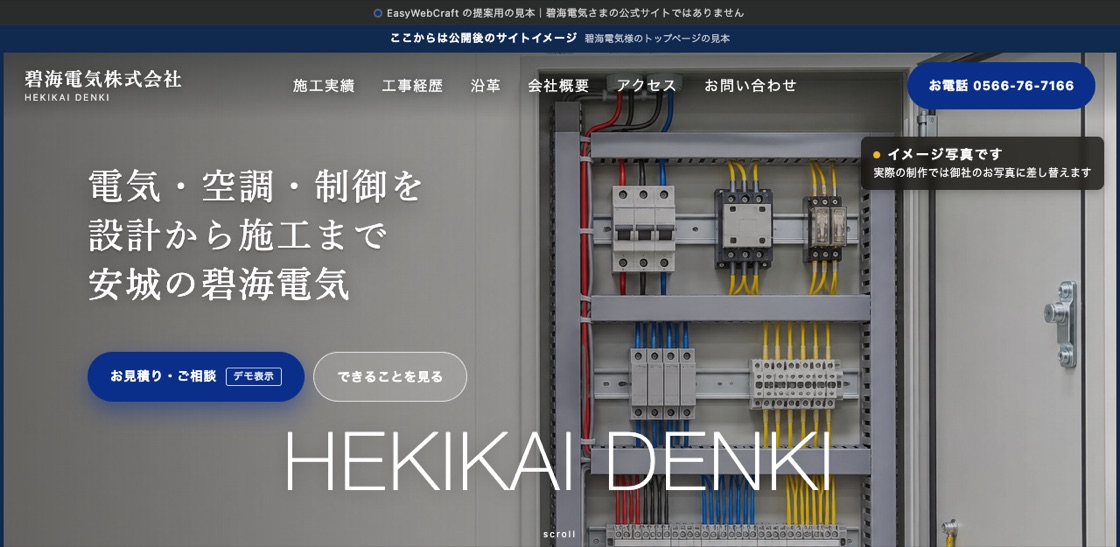 EasyWebCraft の提案用の見本｜碧海電気さまの公式サイトではありません
ここからは公開後のサイトイメージ 碧海電気様のトップページの見本
碧海電気株式会社
HEKIKAI DENKI
施工実績 工事経歴 沿革 会社概要 アクセス お問い合わせ
お電話 0566-76-7166
イメージ写真です
実際の制作では御社のお写真に差し替えます
電気・空調・制御を
設計から施工まで
安城の碧海電気
お見積り・ご相談 デモ表示
できることを見る
HEKIKAI DENKI
scroll